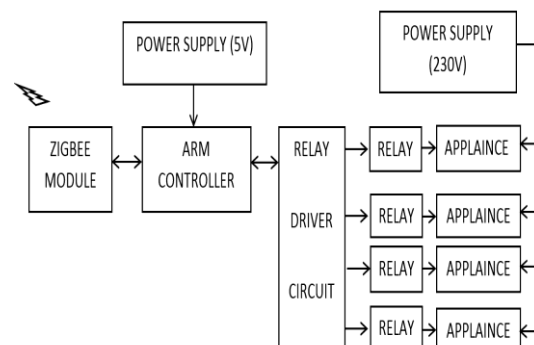 POWER SUPPLY (5V)
POWER SUPPLY
(230V)
ZIGBEE
MODULE
ARM
CONTROLLER
RELAY
DRIVER
CIRCUIT
RELAY
APPLAINCE
RELAY
APPLAINCE
RELAY
APPLAINCE
RELAY
APPLAINCE